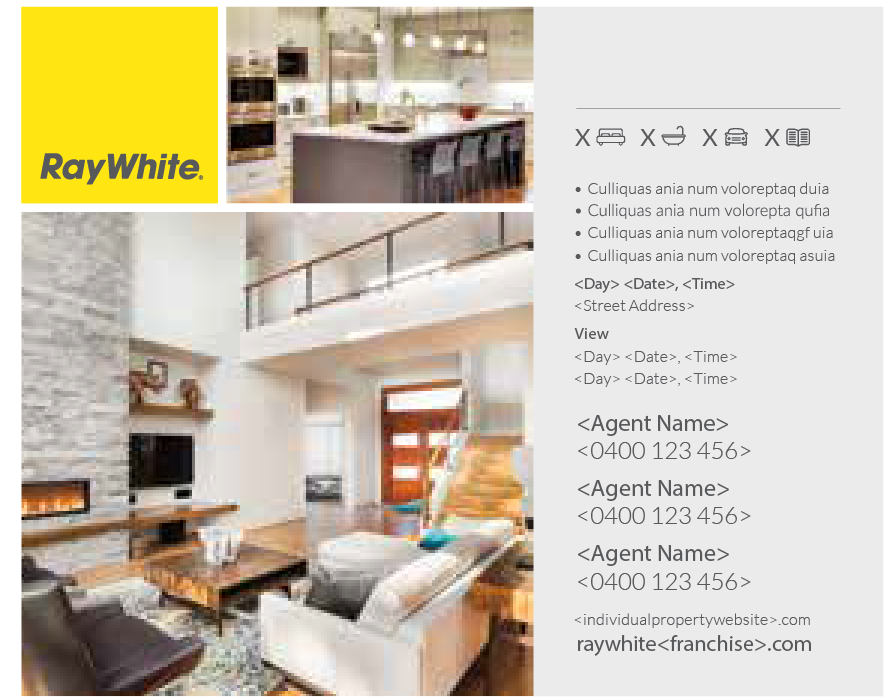 RayWhite.
X X X X
• Culliquas ania num voloreptaq duia
• Culliquas ania num volorepta qufia
• Culliquas ania num voloreptaqgf uia
• Culliquas ania num voloreptaq asuia
<Day> <Date>, <Time>
<Street Address>
View
<Day> <Date>, <Time>
<Day> <Date>, <Time>
<Agent Name>
<0400 123 456>
<Agent Name>
<0400 123 456>
<Agent Name>
<0400 123 456>
<individualpropertywebsite>.com
raywhite<franchise>.com